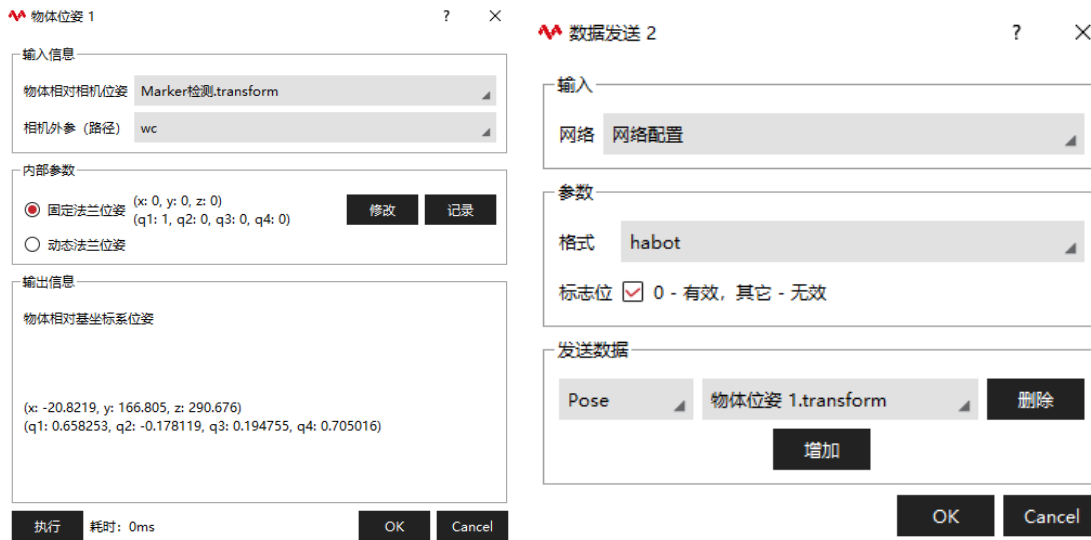 物体位姿 1
?
输入信息
物体相对相机位姿 Marker检测.transform
相机外参（路径） wc
内部参数
固定法兰位姿 (x: 0, y: 0, z: 0)
(q1: 1, q2: 0, q3: 0, q4: 0)
修改 记录
动态法兰位姿
输出信息
物体相对基坐标系位姿
(x: -20.8219, y: 166.805, z: 290.676)
(q1: 0.658253, q2: -0.178119, q3: 0.194755, q4: 0.705016)
执行 耗时：0ms OK Cancel
数据发送 2
?
输入
网络 网络配置
参数
格式 habot
标志位 0 - 有效，其它 - 无效
发送数据
Pose 物体位姿 1.transform 删除
增加
OK Cancel